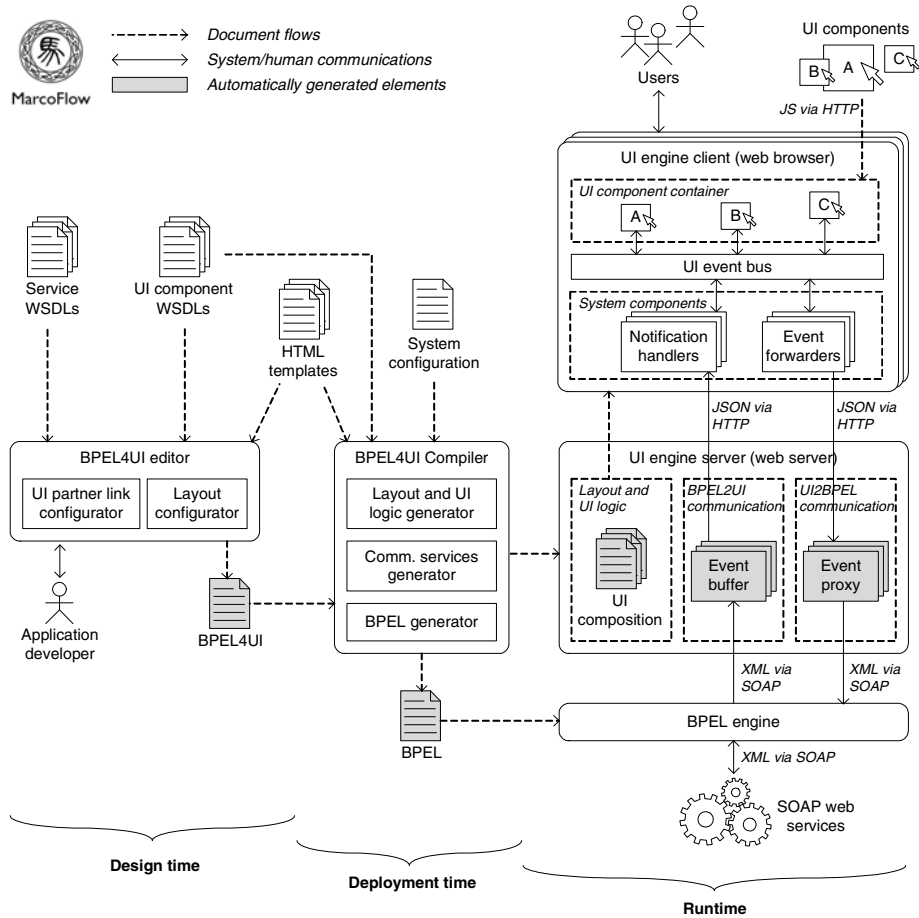 馬
MarcoFlow
Document flows
System/human communications
Automatically generated elements
Users
UI components
B
A
C
JS via HTTP
UI engine client (web browser)
UI component container
A
B
C
UI event bus
System components
Notification
handlers
Event
forwarders
JSON via
HTTP
JSON via
HTTP
Service
WSDLs
UI component
WSDLs
HTML
templates
System
configuration
BPEL4UI editor
UI partner link
configurator
Layout
configurator
Application
developer
BPEL4UI
BPEL4UI Compiler
Layout and UI
logic generator
Comm. services
generator
BPEL generator
BPEL
UI engine server (web server)
Layout and
UI logic
UI
composition
BPEL2UI
communication
Event
buffer
UI2BPEL
communication
Event
proxy
XML via
SOAP
XML via
SOAP
BPEL engine
XML via SOAP
SOAP web
services
Design time
Deployment time
Runtime